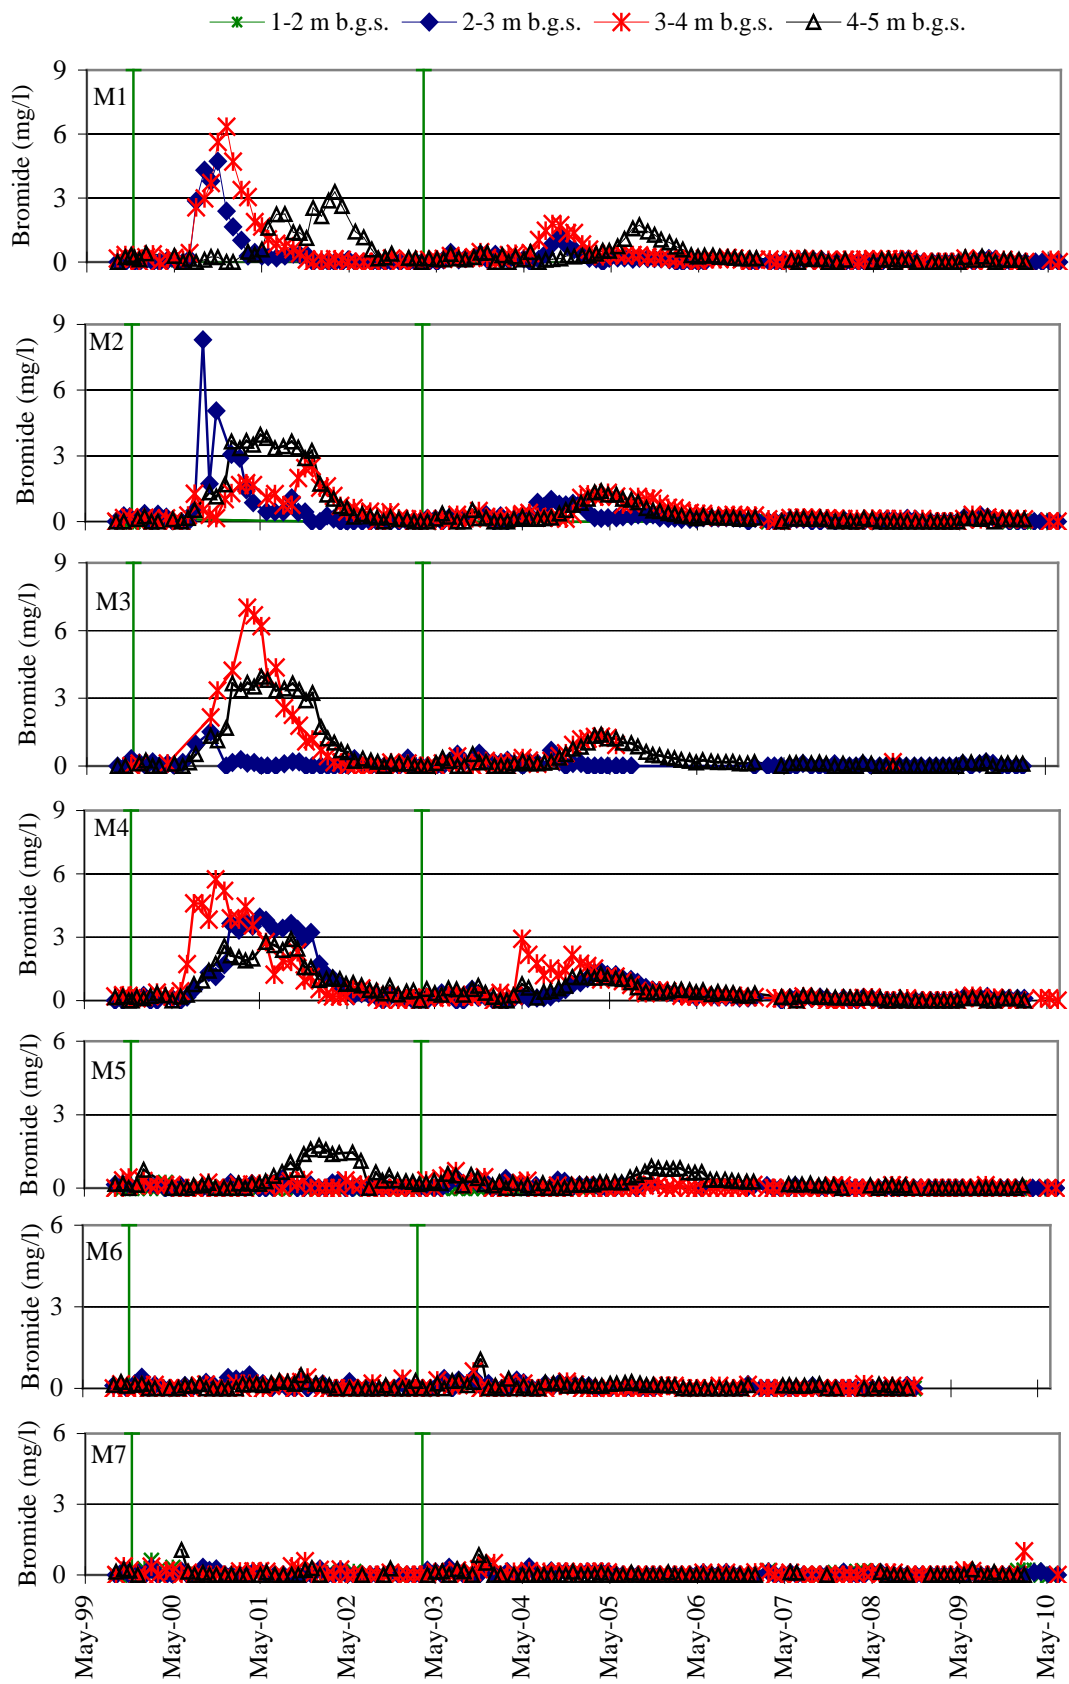 1-2 m b.g.s. 2-3 m b.g.s. 3-4 m b.g.s. 4-5 m b.g.s.
Bromide (mg/l)
9
6
3
0
M1
Bromide (mg/l)
9
6
3
0
M2
Bromide (mg/l)
9
6
3
0
M3
Bromide (mg/l)
9
6
3
0
M4
Bromide (mg/l)
6
3
0
M5
Bromide (mg/l)
6
3
0
M6
Bromide (mg/l)
6
3
0
M7
May-99 May-00 May-01 May-02 May-03 May-04 May-05 May-06 May-07 May-08 May-09 May-10